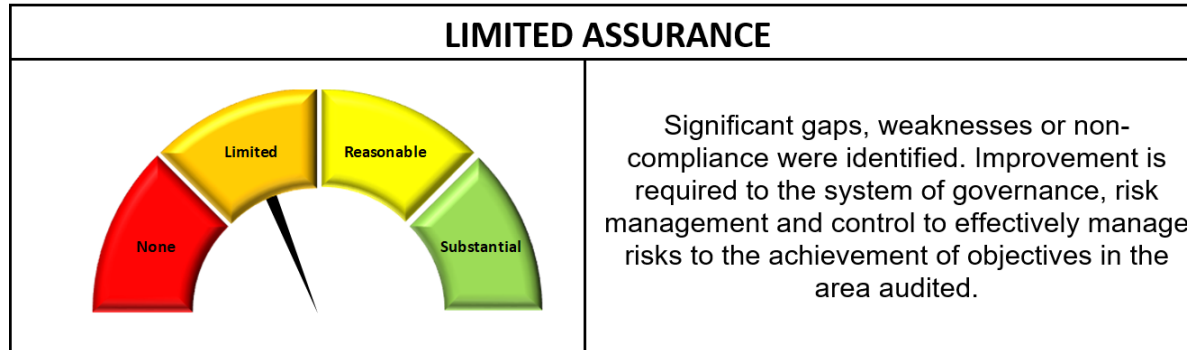 LIMITED ASSURANCE
Limited
Reasonable
None
Substantial
Significant gaps, weaknesses or non-
compliance were identified. Improvement is
required to the system of governance, risk
management and control to effectively manage
risks to the achievement of objectives in the
area audited.